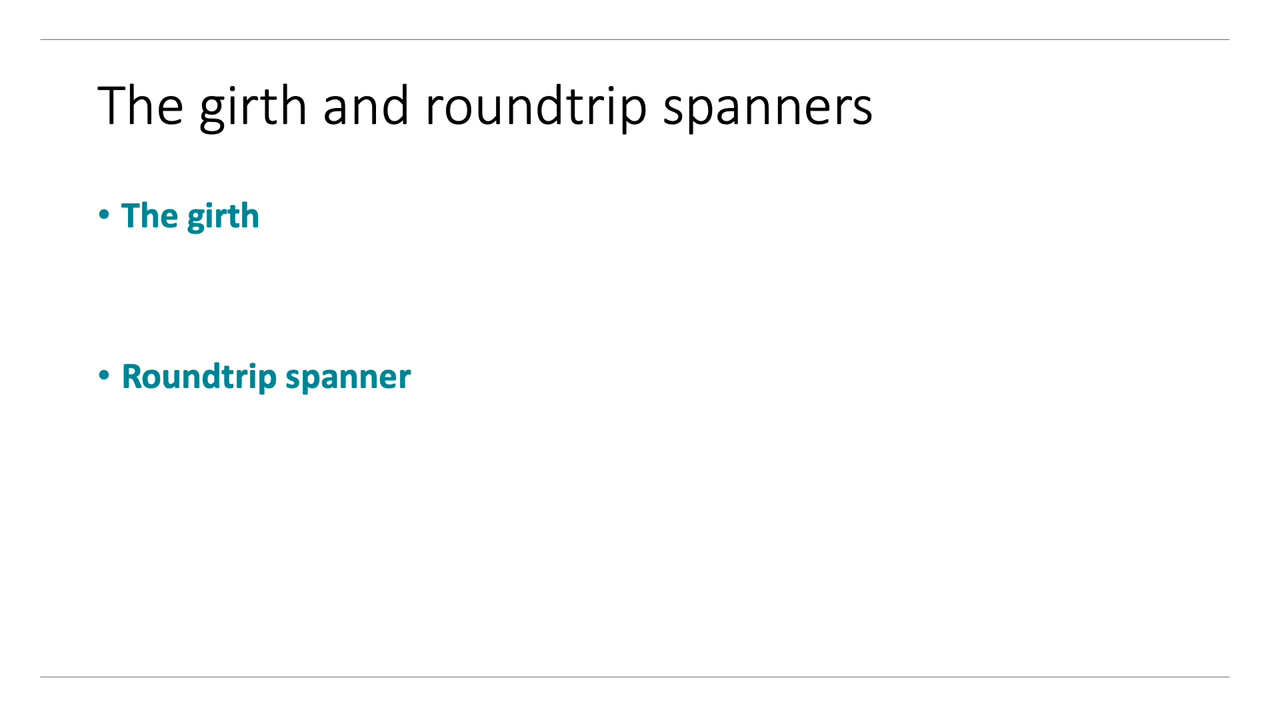 The girth and roundtrip spanners
• The girth
• Roundtrip spanner